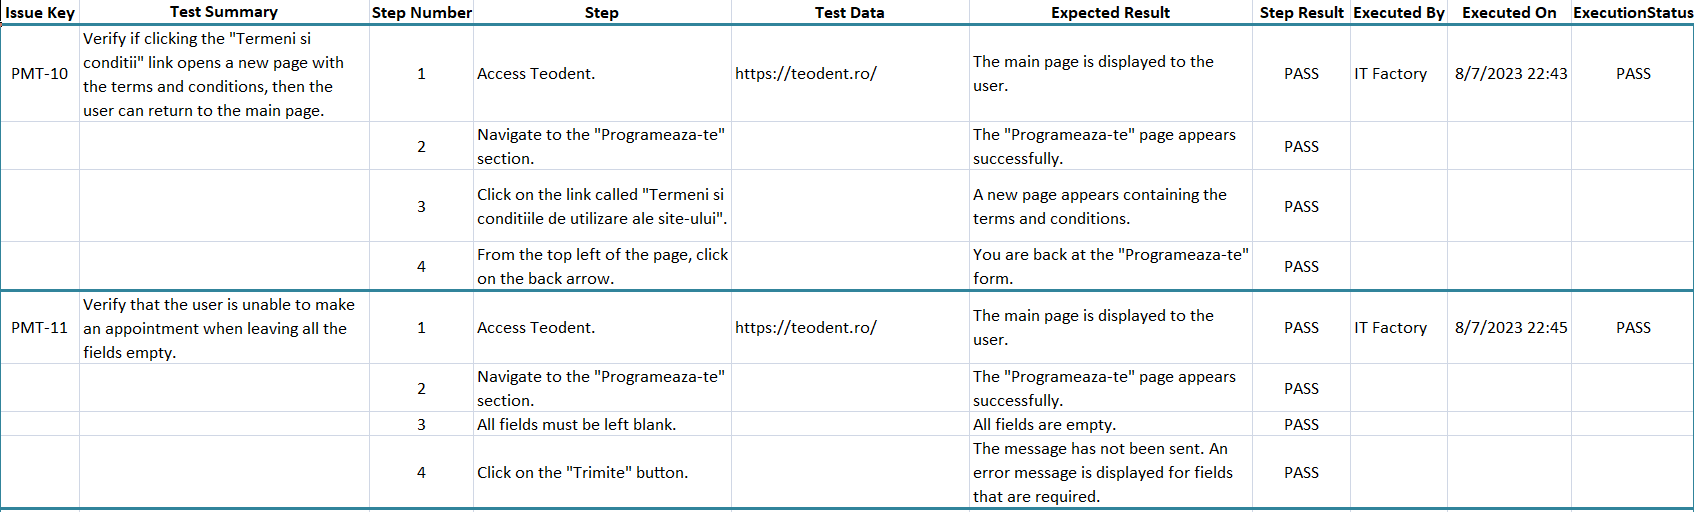 Issue Key Test Summary Step Number Step Test Data Expected Result Step Result Executed By Executed On ExecutionStatus
PMT-10
Verify if clicking the "Termeni si
conditii" link opens a new page with
the terms and conditions, then the
user can return to the main page.
1
Access Teodent.
https://teodent.ro/
The main page is displayed to the
user.
PASS
IT Factory
8/7/2023 22:43
PASS
2
Navigate to the "Programeaza-te"
section.
The "Programeaza-te" page appears
successfully.
PASS
3
Click on the link called "Termeni si
conditiile de utilizare ale site-ului".
A new page appears containing the
terms and conditions.
PASS
4
From the top left of the page, click
on the back arrow.
You are back at the "Programeaza-te"
form.
PASS
PMT-11
Verify that the user is unable to make
an appointment when leaving all the
fields empty.
1
Access Teodent.
https://teodent.ro/
The main page is displayed to the
user.
PASS
IT Factory
8/7/2023 22:45
PASS
2
Navigate to the "Programeaza-te"
section.
The "Programeaza-te" page appears
successfully.
PASS
3
All fields must be left blank.
All fields are empty.
PASS
4
Click on the "Trimite" button.
The message has not been sent. An
error message is displayed for fields
that are required.
PASS